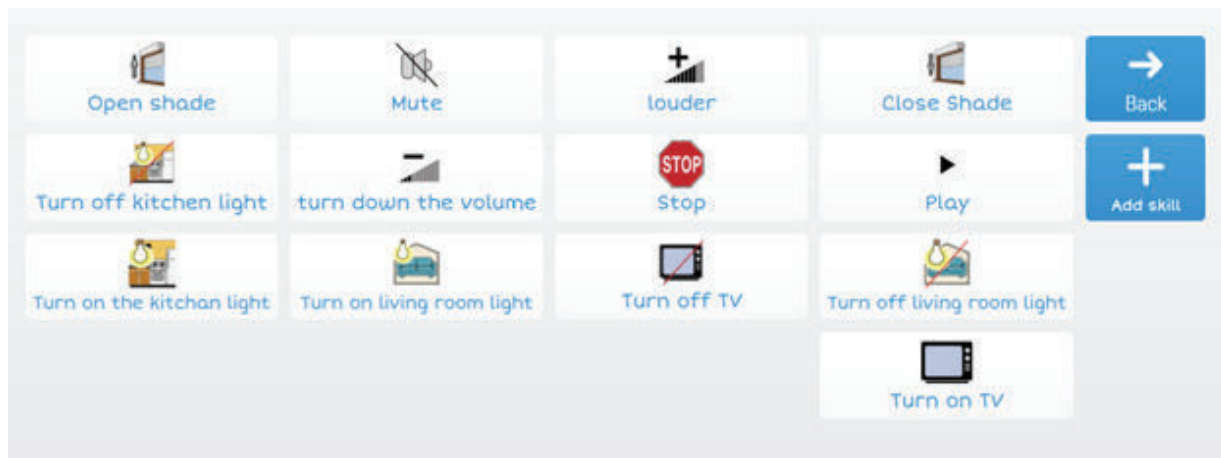 Open shade
Mute
louder
Close Shade
Back
Turn off kitchen light
turn down the volume
STOP
Stop
Play
Add skill
Turn on the kitchan light
Turn on living room light
Turn off TV
Turn off living room light
Turn on TV